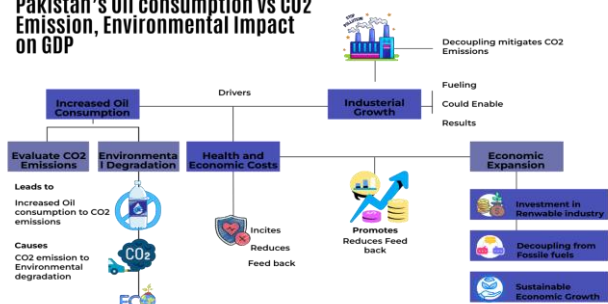 Pakistan's Oil consumption vs CO2
Emission, Environmental Impact
on GDP
Decoupling mitigates CO2
Emissions
Fueling
Could Enable
Results
Drivers
Increased Oil
Consumption
Industerial
Growth
Evaluate CO2
Emissions
Environmenta
l Degradation
Health and
Economic Costs
Economic
Expansion
Leads to
Increased Oil
consumption to CO2
emissions
Causes
CO2 emission to
Environmental
degradation
CO2
Incites
Reduces
Feed back
Promotes
Reduces Feed
back
Investment in
Renwable industry
Decoupling from
Fossile fuels
Sustainable
Economic Growth